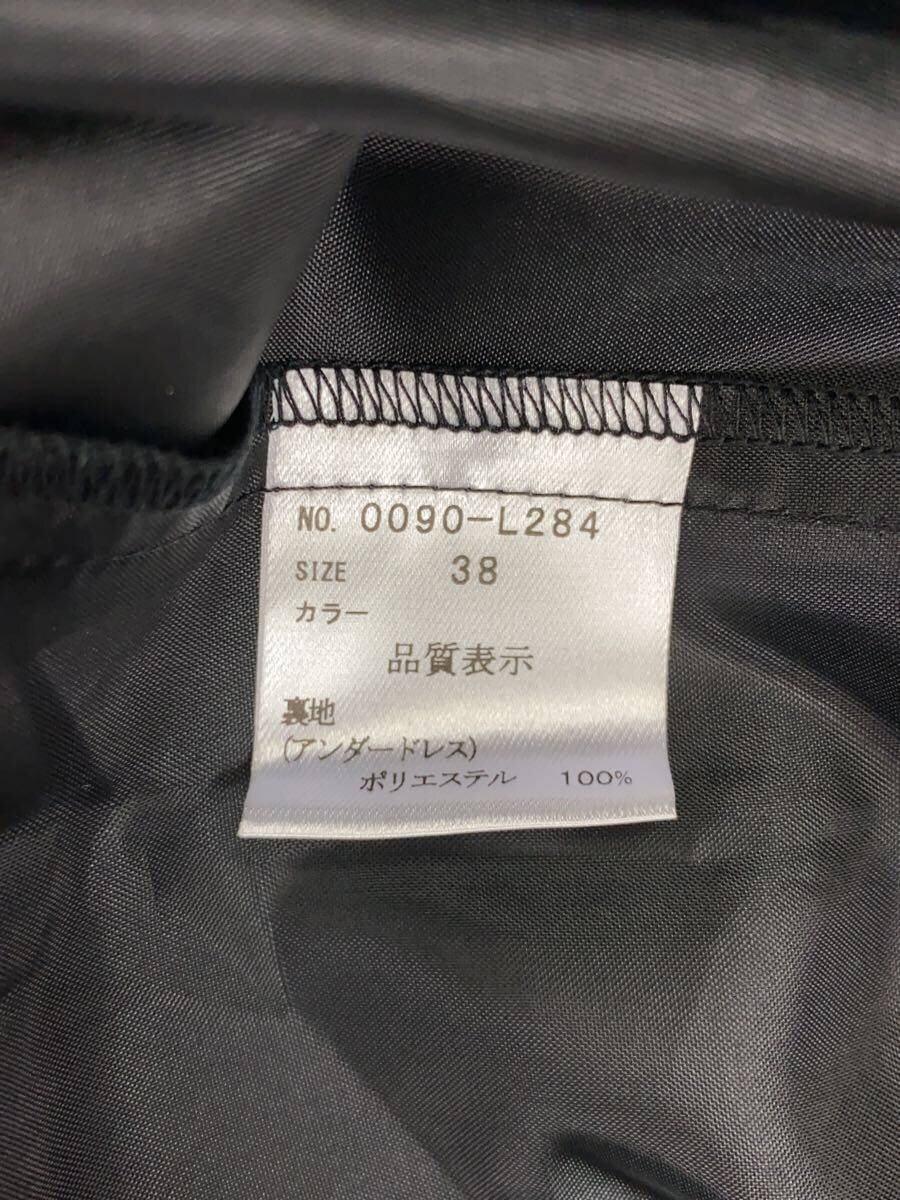 NO. 0090-L284
SIZE 38
カラー
品質表示
裏地
(アンダードレス)
ポリエステル 100%